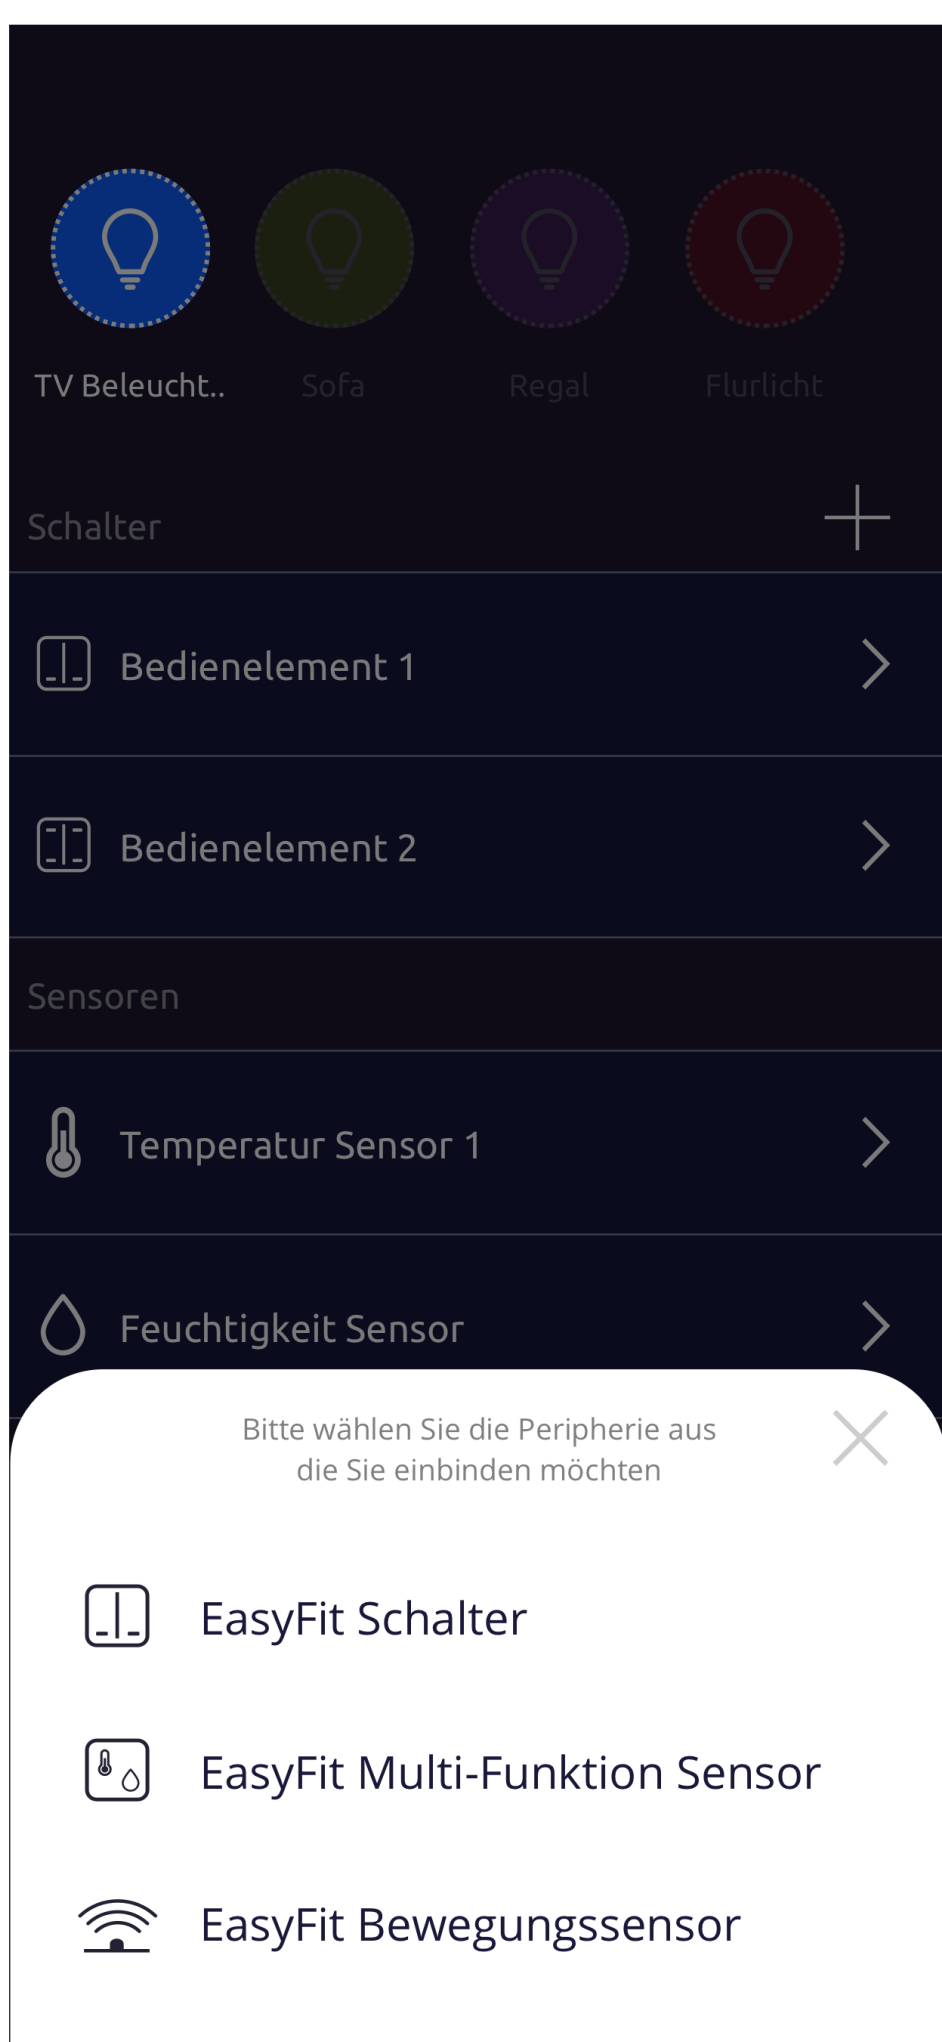 TV Beleucht..
Sofa
Regal
Flurlicht
Schalter
Bedienelement 1
Bedienelement 2
Sensoren
Temperatur Sensor 1
Feuchtigkeit Sensor
Bitte wählen Sie die Peripherie aus
die Sie einbinden möchten
EasyFit Schalter
EasyFit Multi-Funktion Sensor
EasyFit Bewegungssensor